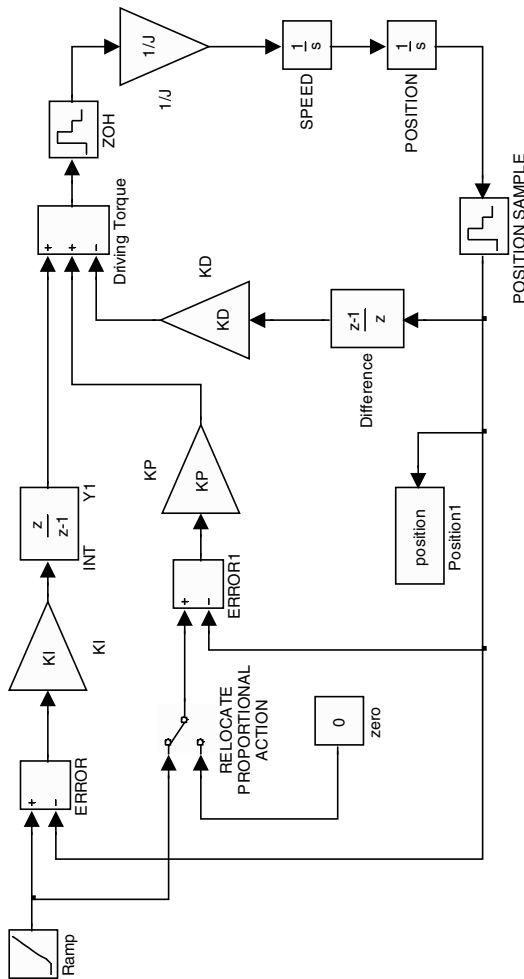 Ramp
+
−
ERROR
KI
KI
z
z-1
INT
Y1
RELOCATE
PROPORTIONAL
ACTION
0
zero
+
−
ERROR1
KP
KP
+
+
-
Driving Torque
ZOH
1/J
1/J
1
s
SPEED
1
s
POSITION
POSITION SAMPLE
z-1
z
Difference
KD
KD
position
Position1